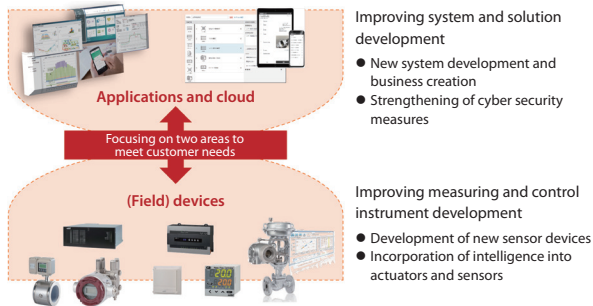 Improving system and solution
development
● New system development and
business creation
● Strengthening of cyber security
measures
Applications and cloud
Focusing on two areas to
meet customer needs
(Field) devices
Improving measuring and control
instrument development
● Development of new sensor devices
● Incorporation of intelligence into
actuators and sensors